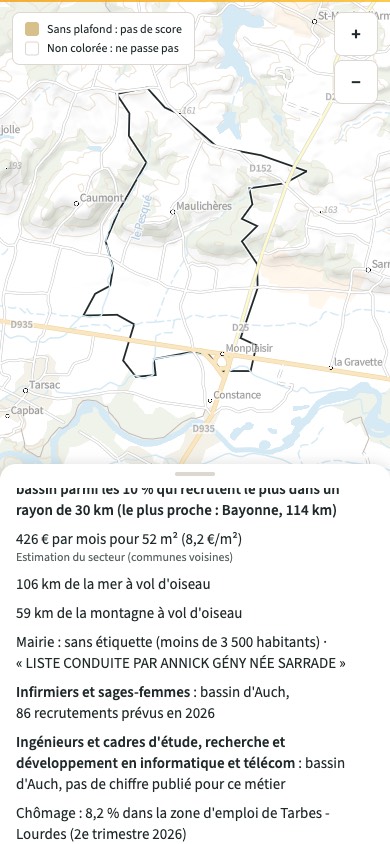 Sans plafond : pas de score
Non colorée : ne passe pas
+
−
161
D152
193
Caumont
le Pesqué
Maulichères
163
D935
D25
Monplaisir
la Gravette
Tarsac
Constance
Capbat
D935
bassin parmi les 10 % qui recrutent le plus dans un
rayon de 30 km (le plus proche : Bayonne, 114 km)
426 € par mois pour 52 m² (8,2 €/m²)
Estimation du secteur (communes voisines)
106 km de la mer à vol d'oiseau
59 km de la montagne à vol d'oiseau
Mairie : sans étiquette (moins de 3 500 habitants) ·
« LISTE CONDUITE PAR ANNICK GÉNY NÉE SARRADE »
Infirmiers et sages-femmes : bassin d'Auch,
86 recrutements prévus en 2026
Ingénieurs et cadres d'étude, recherche et
développement en informatique et télécom : bassin
d'Auch, pas de chiffre publié pour ce métier
Chômage : 8,2 % dans la zone d'emploi de Tarbes -
Lourdes (2e trimestre 2026)